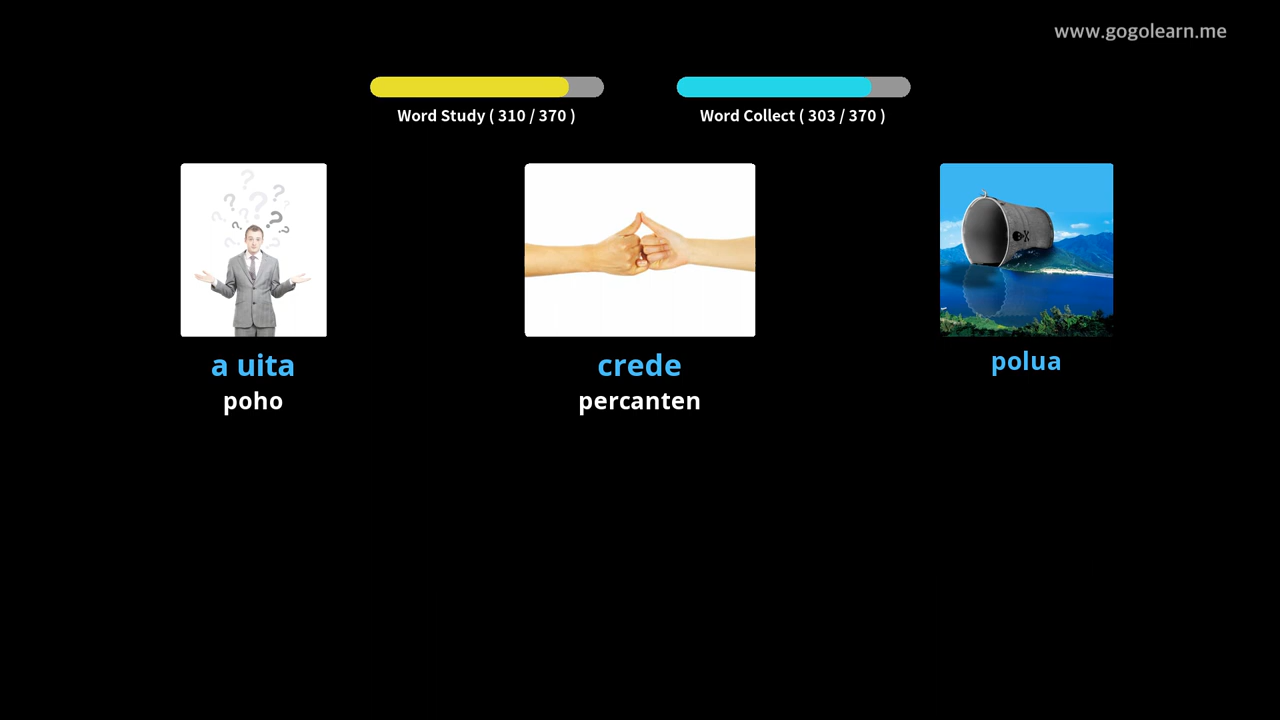 www.gogolearn.me
Word Study ( 310 / 370 )
Word Collect ( 303 / 370 )
a uita
poho
crede
percanten
polua